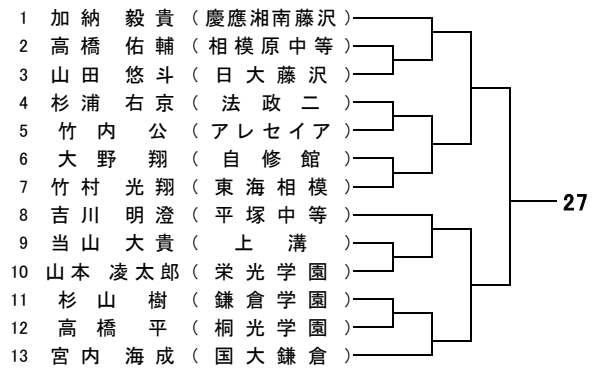 1 加納 毅貴 (慶應湘南藤沢)
2 高橋 佑輔 (相模原中等)
3 山田 悠斗 (日大藤沢)
4 杉浦 右京 (法政二)
5 竹内 公 (アレセイア)
6 大野 翔 (自修館)
7 竹村 光翔 (東海相模)
8 吉川 明澄 (平塚中等)
9 当山 大貴 (上溝)
10 山本 凌太郎 (栄光学園)
11 杉山 樹 (鎌倉学園)
12 高橋 平 (桐光学園)
13 宮内 海成 (国大鎌倉)
27